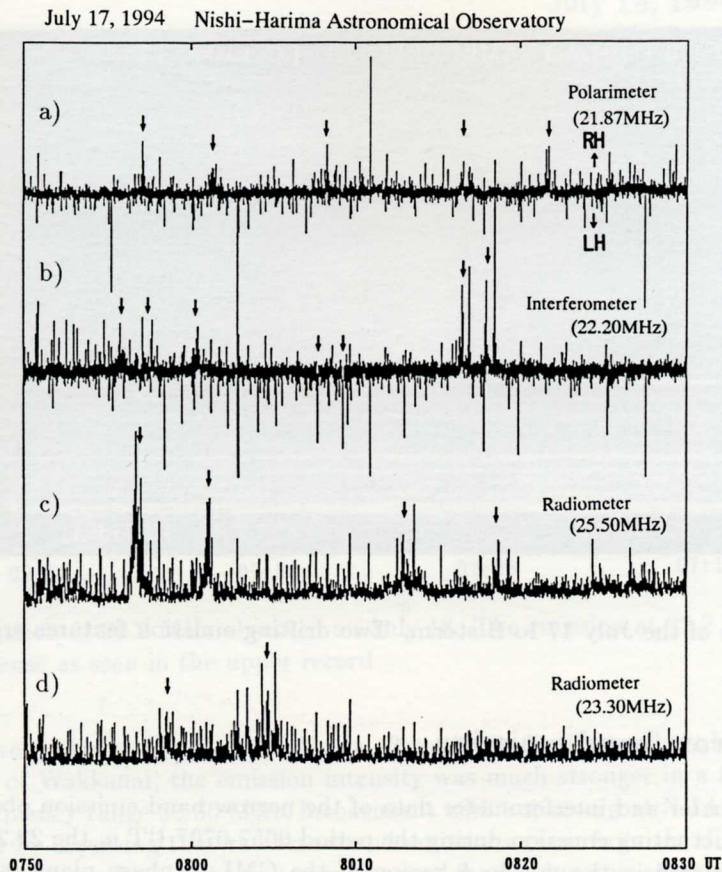 July 17, 1994 Nishi-Harima Astronomical Observatory
a)
Polarimeter
(21.87MHz)
RH
LH
b)
Interferometer
(22.20MHz)
c)
Radiometer
(25.50MHz)
d)
Radiometer
(23.30MHz)
0750 0800 0810 0820 0830 UT